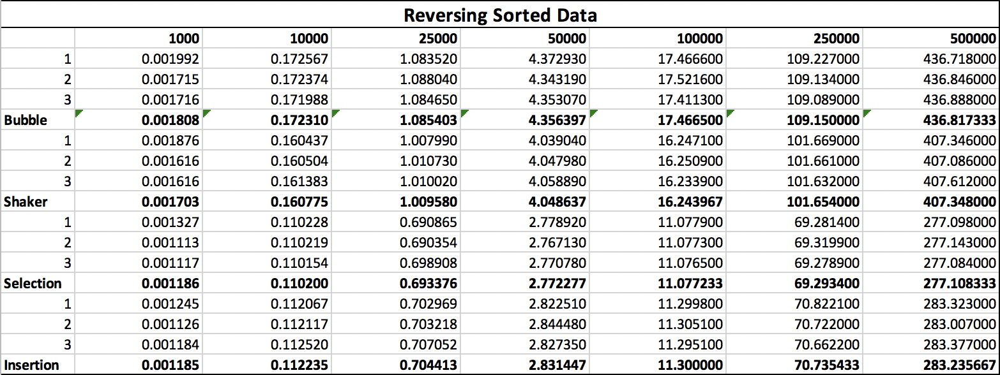 Reversing Sorted Data
1000 10000 25000 50000 100000 250000 500000
1 0.001992 0.172567 1.083520 4.372930 17.466600 109.227000 436.718000
2 0.001715 0.172374 1.088040 4.343190 17.521600 109.134000 436.846000
3 0.001716 0.171988 1.084650 4.353070 17.411300 109.089000 436.888000
Bubble 0.001808 0.172310 1.085403 4.356397 17.466500 109.150000 436.817333
1 0.001876 0.160437 1.007990 4.039040 16.247100 101.669000 407.346000
2 0.001616 0.160504 1.010730 4.047980 16.250900 101.661000 407.086000
3 0.001616 0.161383 1.010020 4.058890 16.233900 101.632000 407.612000
Shaker 0.001703 0.160775 1.009580 4.048637 16.243967 101.654000 407.348000
1 0.001327 0.110228 0.690865 2.778920 11.077900 69.281400 277.098000
2 0.001113 0.110219 0.690354 2.767130 11.077300 69.319900 277.143000
3 0.001117 0.110154 0.698908 2.770780 11.076500 69.278900 277.084000
Selection 0.001186 0.110200 0.693376 2.772277 11.077233 69.293400 277.108333
1 0.001245 0.112067 0.702969 2.822510 11.299800 70.822100 283.323000
2 0.001126 0.112117 0.703218 2.844480 11.305100 70.722000 283.007000
3 0.001184 0.112520 0.707052 2.827350 11.295100 70.662200 283.377000
Insertion 0.001185 0.112235 0.704413 2.831447 11.300000 70.735433 283.235667